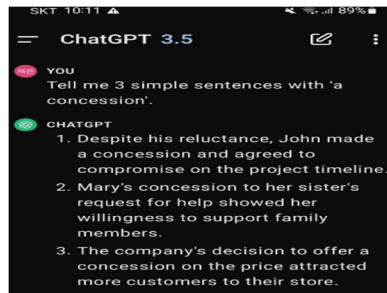 SKT 10:11
89%
ChatGPT 3.5
재문 YOU
Tell me 3 simple sentences with 'a
concession'.
CHATGPT
1. Despite his reluctance, John made
a concession and agreed to
compromise on the project timeline.
2. Mary's concession to her sister's
request for help showed her
willingness to support family
members.
3. The company's decision to offer a
concession on the price attracted
more customers to their store.